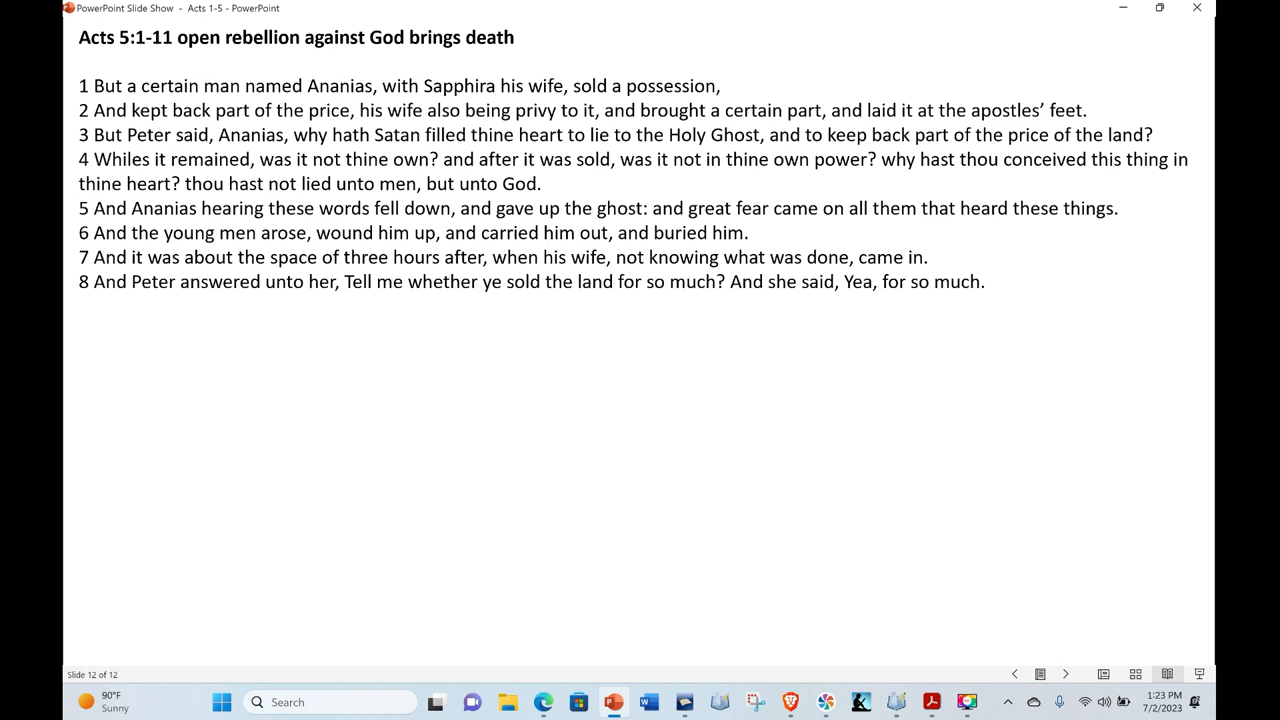 PowerPoint Slide Show - Acts 1-5 - PowerPoint
Acts 5:1-11 open rebellion against God brings death
1 But a certain man named Ananias, with Sapphira his wife, sold a possession,
2 And kept back part of the price, his wife also being privy to it, and brought a certain part, and laid it at the apostles’ feet.
3 But Peter said, Ananias, why hath Satan filled thine heart to lie to the Holy Ghost, and to keep back part of the price of the land?
4 Whiles it remained, was it not thine own? and after it was sold, was it not in thine own power? why hast thou conceived this thing in
thine heart? thou hast not lied unto men, but unto God.
5 And Ananias hearing these words fell down, and gave up the ghost: and great fear came on all them that heard these things.
6 And the young men arose, wound him up, and carried him out, and buried him.
7 And it was about the space of three hours after, when his wife, not knowing what was done, came in.
8 And Peter answered unto her, Tell me whether ye sold the land for so much? And she said, Yea, for so much.
Slide 12 of 12
90°F
Sunny
Search
1:23 PM
7/2/2023